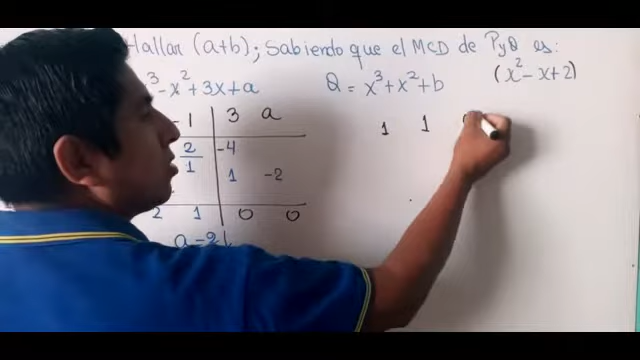 Hallar (a+b); Sabiendo que el MCD de P y Q es:
³-x²+3x+a Q = x³+x²+b (x²-x+2)
-1 3 a 1 1
2 -4
1 1 -2
2 1 0 0
a-2